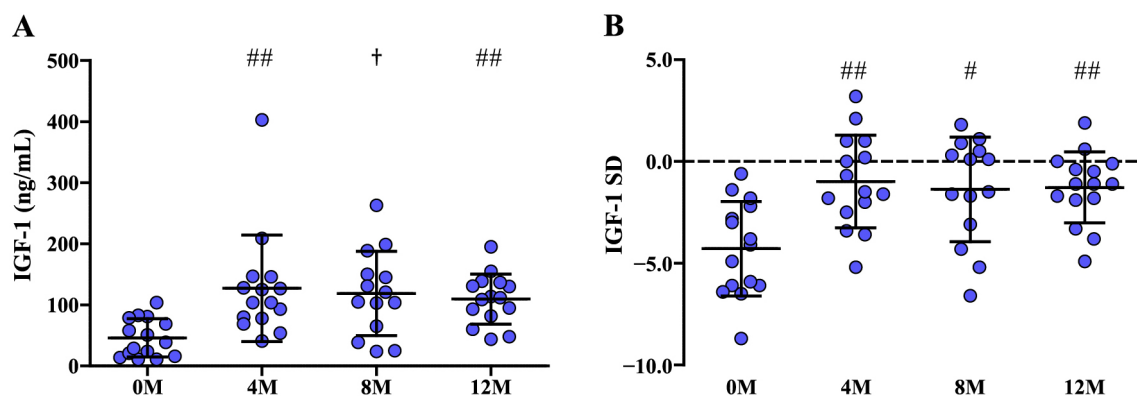 A
IGF-1 (ng/mL)
500
400
300
200
100
0
## † ##
0M 4M 8M 12M
B
IGF-1 SD
5.0
0.0
−5.0
−10.0
## # ##
0M 4M 8M 12M